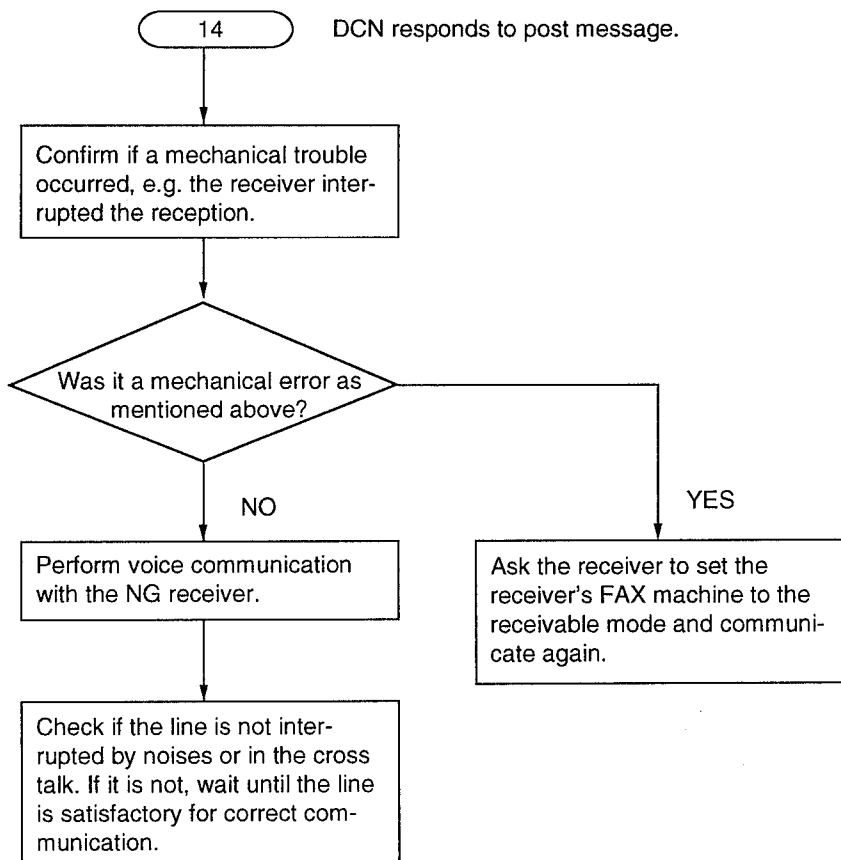 14
DCN responds to post message.
Confirm if a mechanical trouble
occurred, e.g. the receiver inter-
rupted the reception.
Was it a mechanical error as
mentioned above?
NO
YES
Perform voice communication
with the NG receiver.
Ask the receiver to set the
receiver's FAX machine to the
receivable mode and communi-
cate again.
Check if the line is not inter-
rupted by noises or in the cross
talk. If it is not, wait until the line
is satisfactory for correct com-
munication.